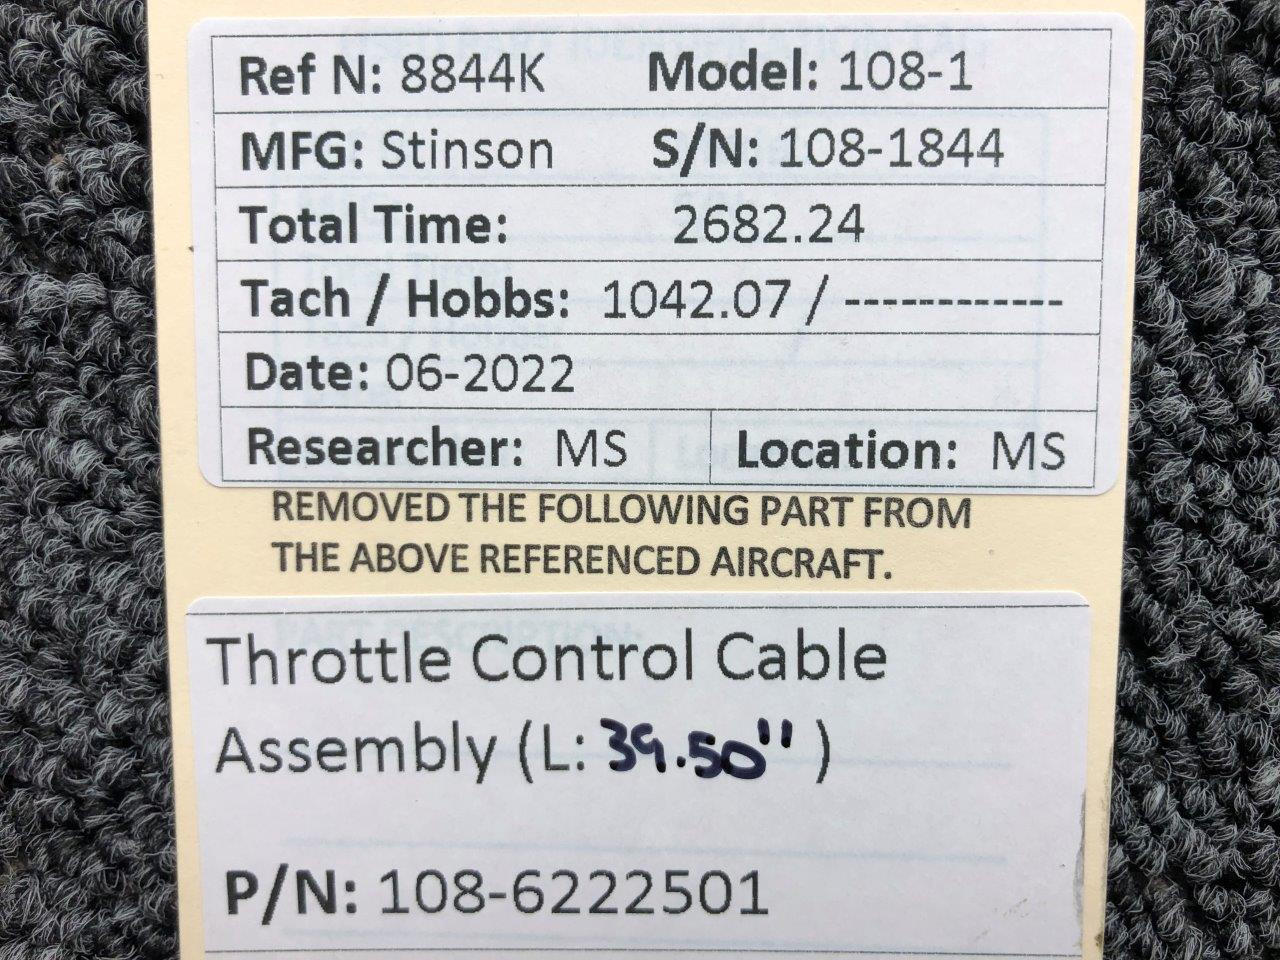 Ref N: 8844K Model: 108-1
MFG: Stinson S/N: 108-1844
Total Time: 2682.24
Tach / Hobbs: 1042.07 / ------------
Date: 06-2022
Researcher: MS Location: MS
REMOVED THE FOLLOWING PART FROM
THE ABOVE REFERENCED AIRCRAFT.
Throttle Control Cable
Assembly (L: 39.50")
P/N: 108-6222501